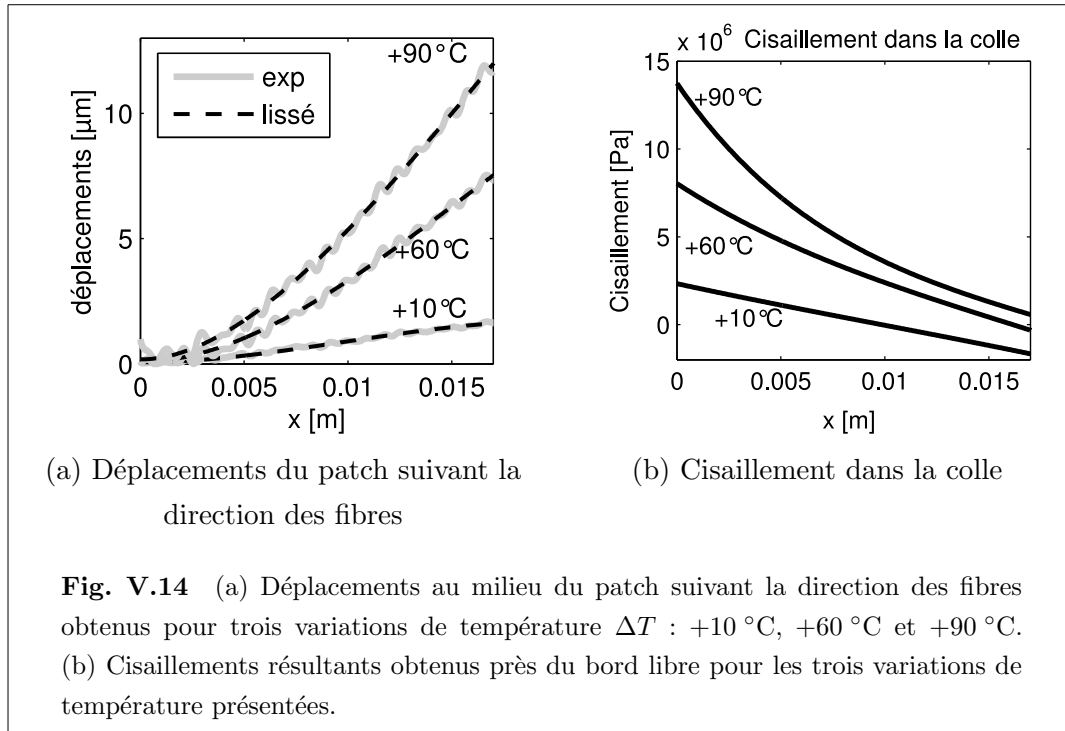 exp
lissé
+90°C
+60°C
+10°C
déplacements [µm]
10
5
0
0
0.005
0.01
0.015
x [m]
x 10⁶ Cisaillement dans la colle
+90°C
+60°C
+10°C
Cisaillement [Pa]
15
10
5
0
0
0.005
0.01
0.015
x [m]
(a) Déplacements du patch suivant la
direction des fibres
(b) Cisaillement dans la colle
Fig. V.14 (a) Déplacements au milieu du patch suivant la direction des fibres
obtenus pour trois variations de température ΔT : +10 °C, +60 °C et +90 °C.
(b) Cisaillements résultants obtenus près du bord libre pour les trois variations de
température présentées.